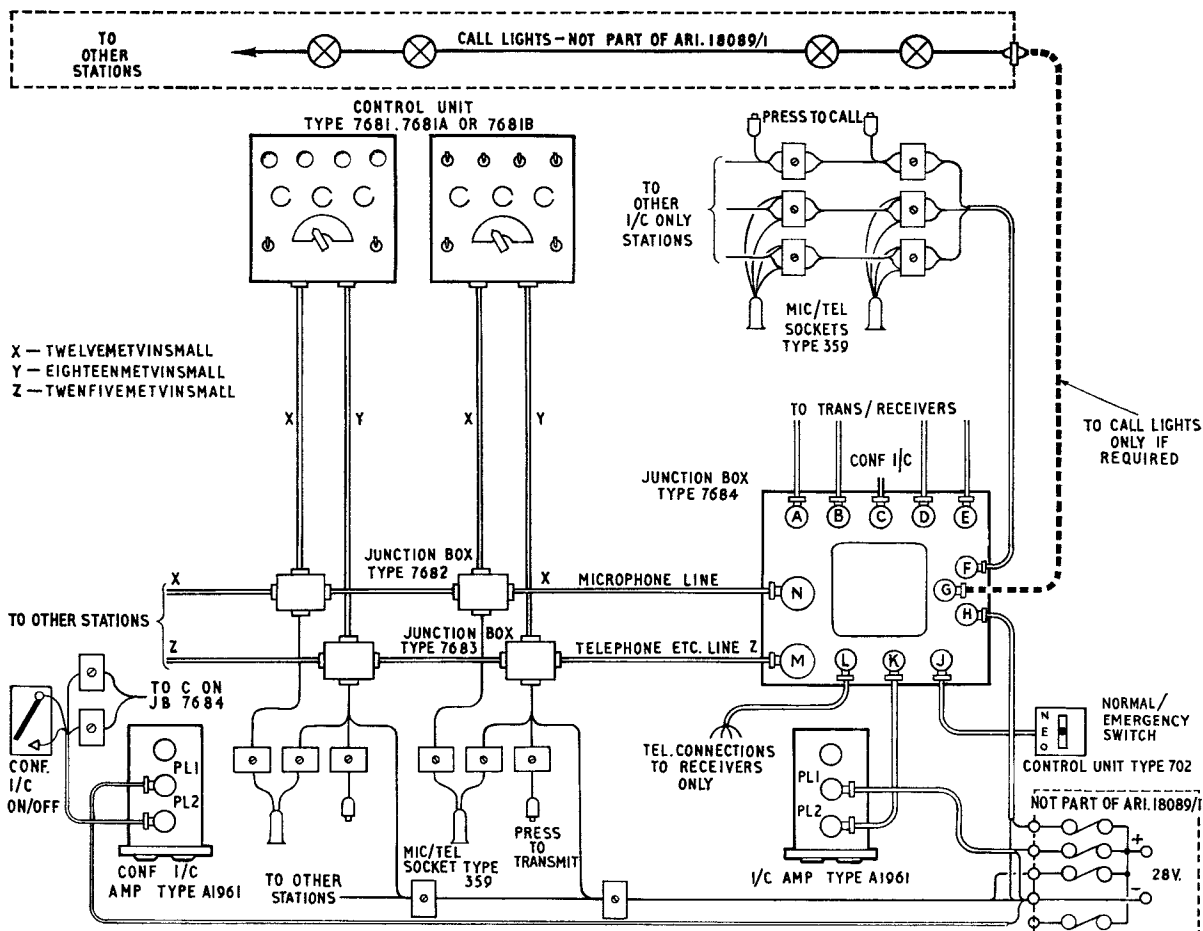 TO
OTHER
STATIONS
CALL LIGHTS—NOT PART OF ARI.18089/1
CONTROL UNIT
TYPE 7681.7681A OR 7681B
PRESS TO CALL
TO
OTHER
I/C ONLY
STATIONS
MIC/TEL
SOCKETS
TYPE 359
X — TWELVEMETVINSMALL
Y — EIGHTEENMETVINSMALL
Z — TWENFIVEMETVINSMALL
X
Y
X
Y
TO TRANS/RECEIVERS
CONF I/C
TO CALL LIGHTS
ONLY IF
REQUIRED
JUNCTION BOX
TYPE 7684
A
B
C
D
E
F
G
H
N
M
L
K
J
JUNCTION BOX
TYPE 7682
X
X
MICROPHONE LINE
TO OTHER STATIONS
JUNCTION BOX
TYPE 7683
Z
TELEPHONE ETC. LINE Z
TO C ON
JB 7684
CONF.
I/C
ON/OFF
PL1
PL2
CONF I/C
AMP TYPE A1961
MIC/TEL
SOCKET TYPE
359
PRESS
TO
TRANSMIT
TO OTHER
STATIONS
TEL. CONNECTIONS
TO RECEIVERS
ONLY
PL1
PL2
I/C AMP TYPE A1961
N
E
O
NORMAL/
EMERGENCY
SWITCH
CONTROL UNIT TYPE 702
NOT PART OF ARI.18089/1
+
28V.
−